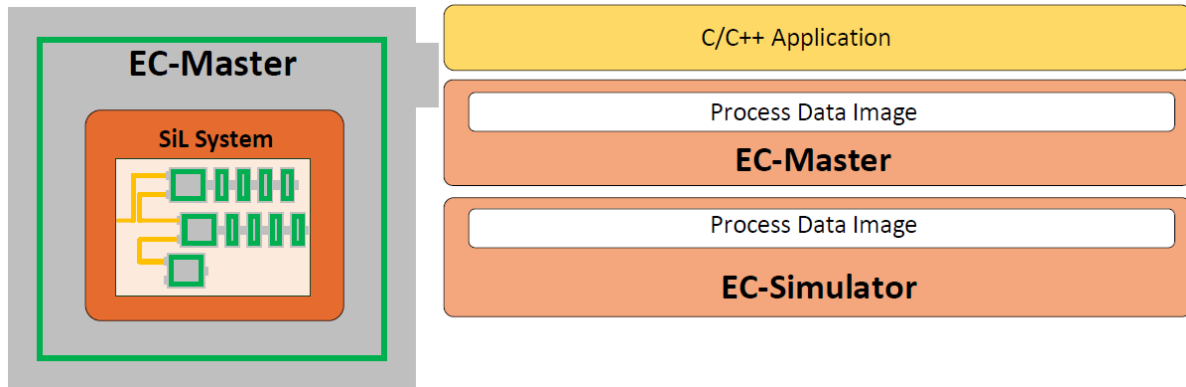 EC-Master
SiL System
C/C++ Application
Process Data Image
EC-Master
Process Data Image
EC-Simulator